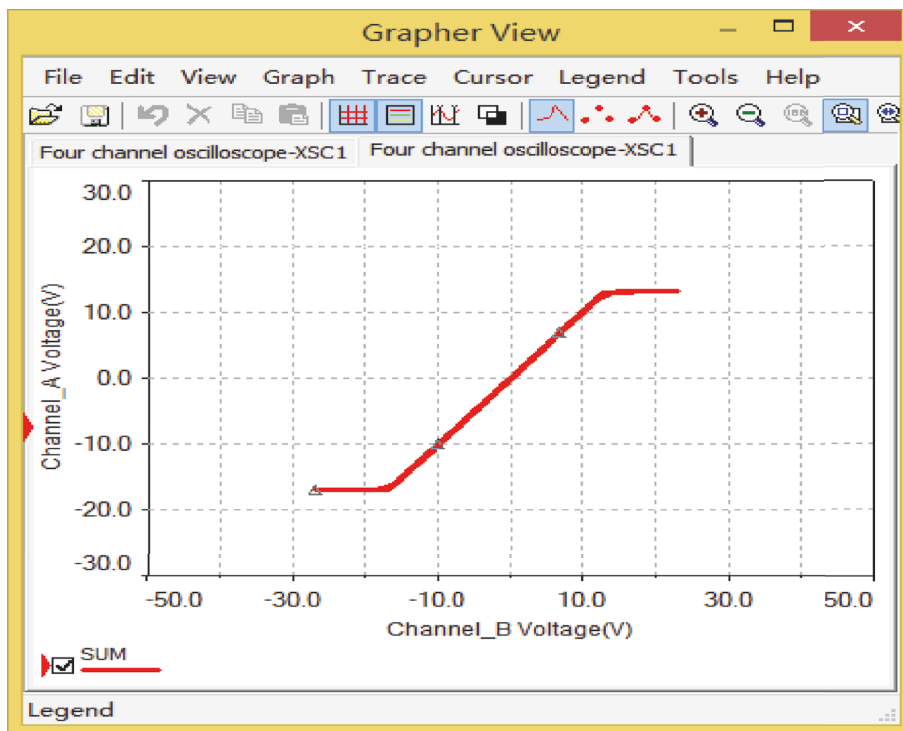 Grapher View
File Edit View Graph Trace Cursor Legend Tools Help
Four channel oscilloscope-XSC1 Four channel oscilloscope-XSC1
30.0
20.0
10.0
0.0
-10.0
-20.0
-30.0
Channel_A Voltage(V)
-50.0 -30.0 -10.0 10.0 30.0 50.0
Channel_B Voltage(V)
SUM
Legend